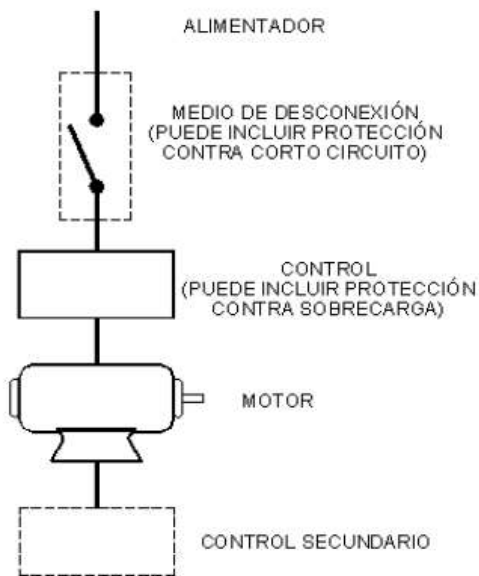 ALIMENTADOR
MEDIO DE DESCONEXIÓN
(PUEDE INCLUIR PROTECCIÓN
CONTRA CORTO CIRCUITO)
CONTROL
(PUEDE INCLUIR PROTECCIÓN
CONTRA SOBRECARGA)
MOTOR
CONTROL SECUNDARIO